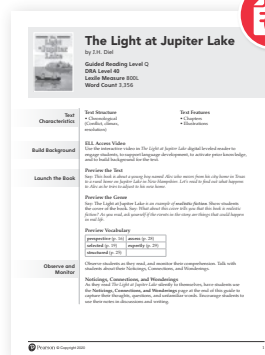 The Light at Jupiter Lake
by J.H. Diel
Guided Reading Level Q
DRA Level 40
Lexile Measure 800L
Word Count 3,356
Text Characteristics
Text Structure
• Chronological
(Conflict, climax,
resolution)
Text Features
• Chapters
• Illustrations
Build Background
ELL Access Video
Use the interactive video in The Light at Jupiter Lake digital leveled reader to
engage students, to support language development, to activate prior knowledge,
and to build background for the text.
Launch the Book
Preview the Text
Say: This book is about a young boy named Alex who moves from his city home in Texas
to a rural home on Jupiter Lake in New Hampshire. Let's read to find out what happens
to Alex as he tries to adjust to his new home.
Preview the Genre
Say: The Light at Jupiter Lake is an example of realistic fiction. Show students
the cover of the book. Say: What about this cover tells you that this book is realistic
fiction? As you read, ask yourself if the events in the story are things that could happen
in real life.
Preview Vocabulary
perspective (p. 16)
assess (p. 28)
selected (p. 19)
esquire (p. 29)
structured (p. 28)
Observe and Monitor
Observe students as they read, and monitor their comprehension. Talk with
students about their Noticings, Connections, and Wonderings.
Noticings, Connections, and Wonderings
As they read The Light at Jupiter Lake silently to themselves, have students use
the Noticings, Connections, and Wonderings page at the end of this guide to
capture their thoughts, questions, and unfamiliar words. Encourage students to
use their notes in discussions and writing.
Pearson © Copyright 2020
1